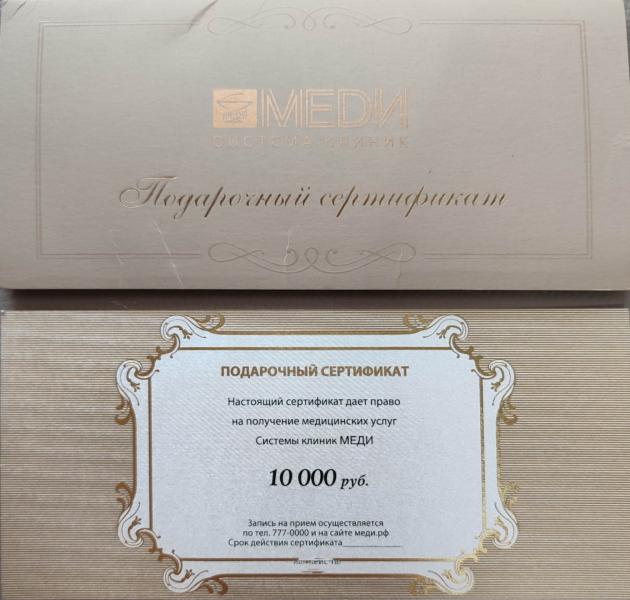 МЕДИ
СИСТЕМА КЛИНИК
Подарочный сертификат
ПОДАРОЧНЫЙ СЕРТИФИКАТ
Настоящий сертификат дает право
на получение медицинских услуг
Системы клиник МЕДИ
10 000 руб.
Запись на прием осуществляется
по тел. 777-0000 и на сайте меди.рф
Срок действия сертификата